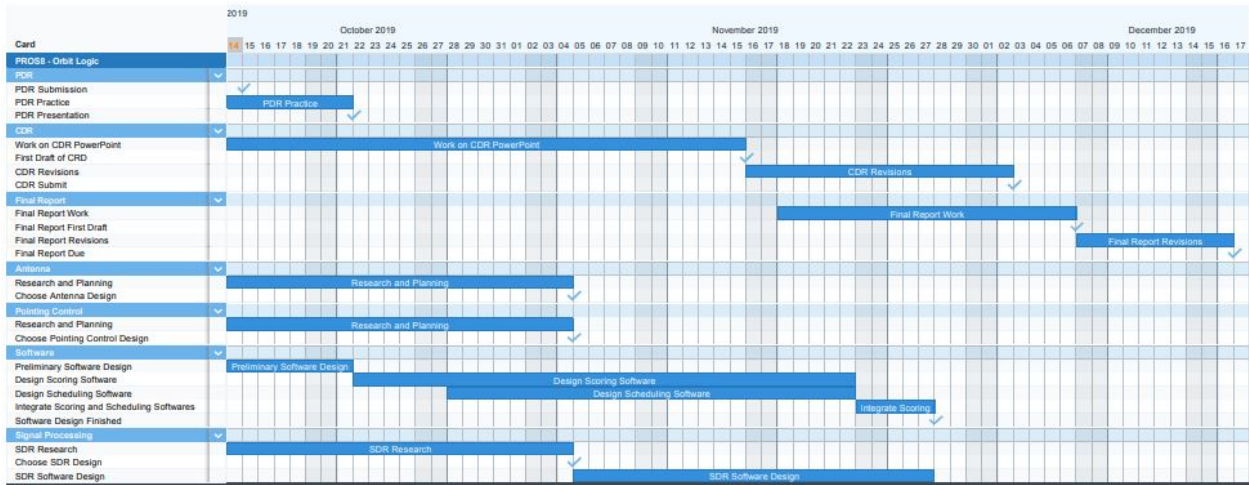 2019
October 2019 November 2019 December 2019
Card 14 15 16 17 18 19 20 21 22 23 24 25 26 27 28 29 30 31 01 02 03 04 05 06 07 08 09 10 11 12 13 14 15 16 17 18 19 20 21 22 23 24 25 26 27 28 29 30 01 02 03 04 05 06 07 08 09 10 11 12 13 14 15 16 17
PROS8 - Orbit Logic
PDR
PDR Submission
PDR Practice PDR Practice
PDR Presentation
CDR
Work on CDR PowerPoint Work on CDR PowerPoint
First Draft of CRD
CDR Revisions CDR Revisions
CDR Submit
Final Report
Final Report Work Final Report Work
Final Report First Draft
Final Report Revisions Final Report Revisions
Final Report Due
Antenna
Research and Planning Research and Planning
Choose Antenna Design
Pointing Control
Research and Planning Research and Planning
Choose Pointing Control Design
Software
Preliminary Software Design Preliminary Software Design
Design Scoring Software Design Scoring Software
Design Scheduling Software Design Scheduling Software
Integrate Scoring and Scheduling Softwares Integrate Scoring
Software Design Finished
Signal Processing
SDR Research SDR Research
Choose SDR Design
SDR Software Design SDR Software Design